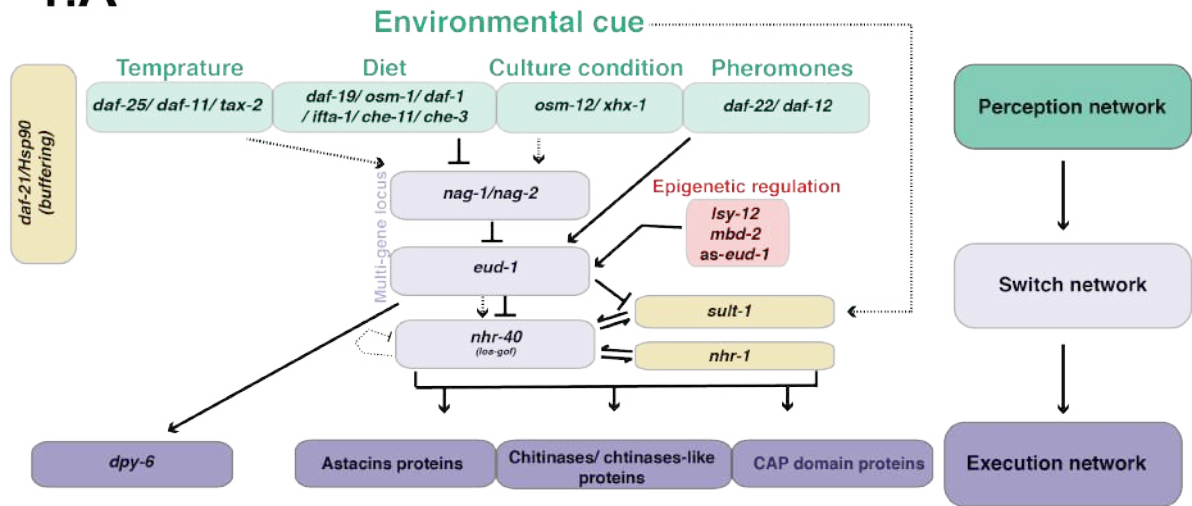 Environmental cue
Temprature
Diet
Culture condition
Pheromones
daf-21/Hsp90
(buffering)
daf-25/ daf-11/ tax-2
daf-19/ osm-1/ daf-1
/ ifta-1/ che-11/ che-3
osm-12/ xhx-1
daf-22/ daf-12
Perception network
Multi-gene locus
nag-1/nag-2
Epigenetic regulation
lsy-12
mbd-2
as-eud-1
eud-1
Switch network
sult-1
nhr-40
(los-gof)
nhr-1
dpy-6
Astacins proteins
Chitinases/ chtinases-like
proteins
CAP domain proteins
Execution network